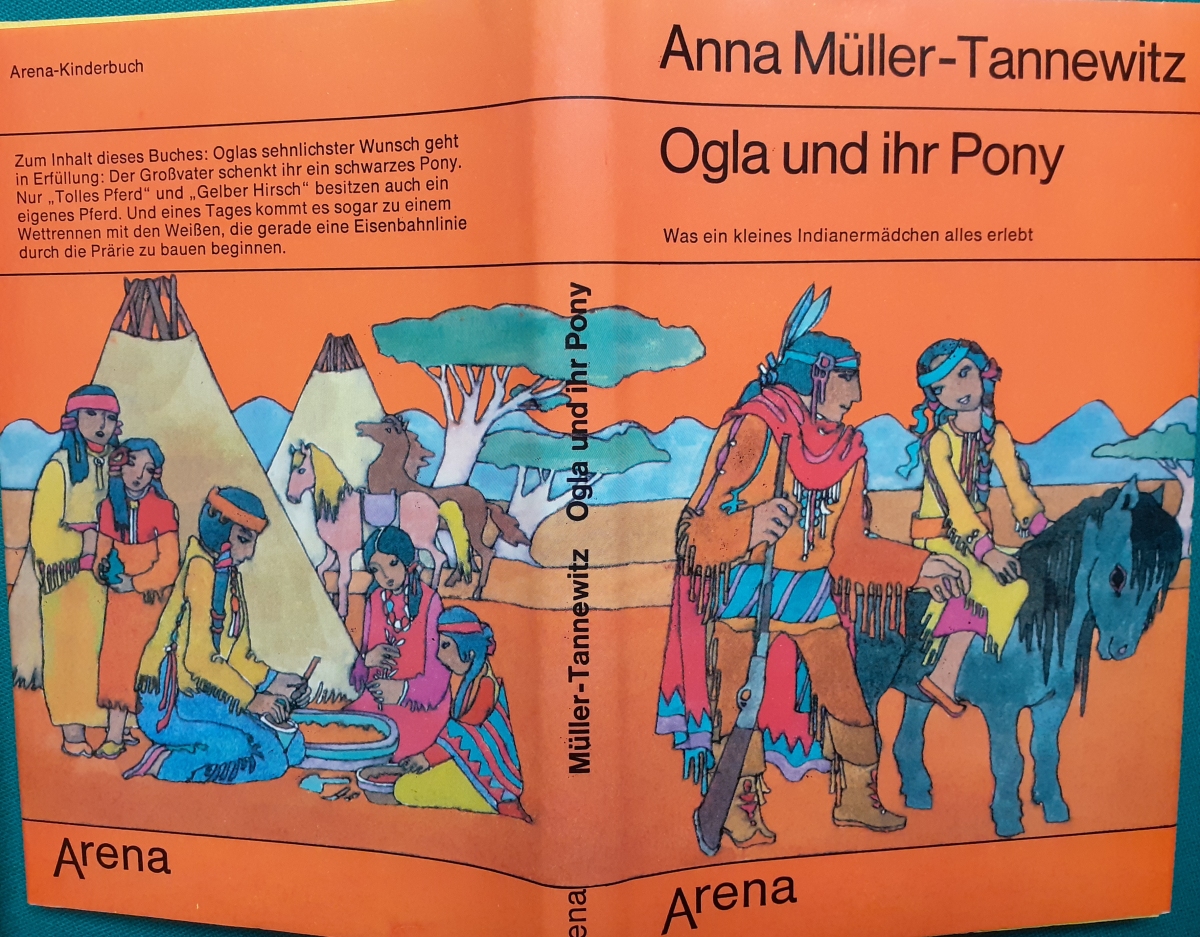 Arena-Kinderbuch
Zum Inhalt dieses Buches: Oglas sehnlichster Wunsch geht
in Erfüllung: Der Großvater schenkt ihr ein schwarzes Pony.
Nur „Tolles Pferd“ und „Gelber Hirsch“ besitzen auch ein
eigenes Pferd. Und eines Tages kommt es sogar zu einem
Wettrennen mit den Weißen, die gerade eine Eisenbahnlinie
durch die Prärie zu bauen beginnen.
Arena
Müller-Tannewitz Ogla und ihr Pony
ena
Anna Müller-Tannewitz
Ogla und ihr Pony
Was ein kleines Indianermädchen alles erlebt
Arena